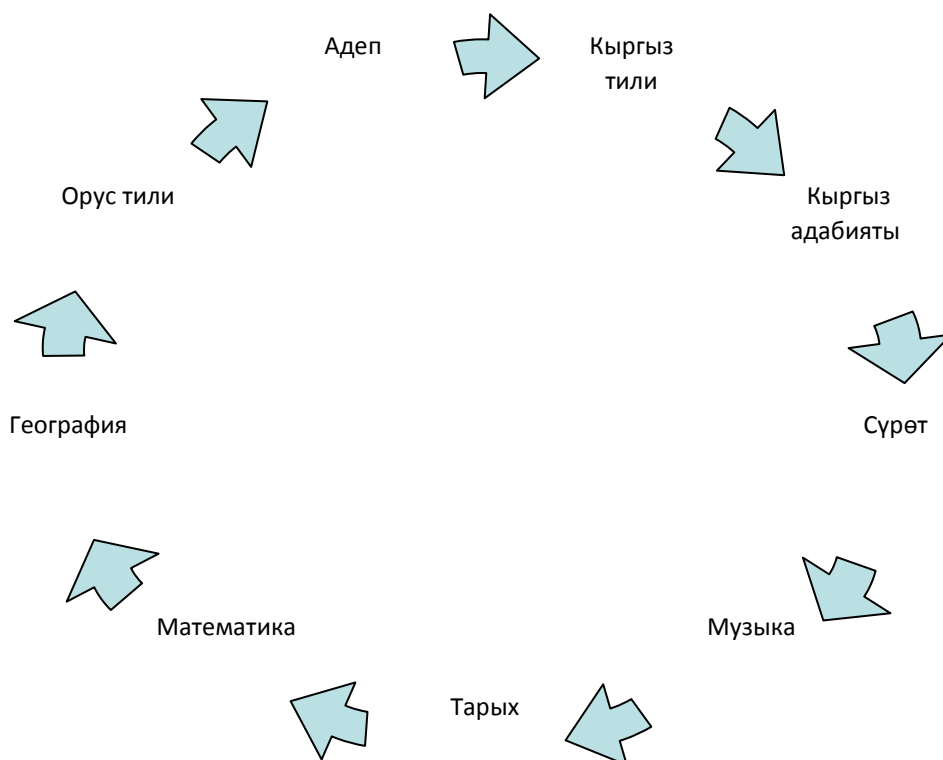 Адеп
Кыргыз
тили
Кыргыз
адабияты
Сүрөт
Музыка
Тарых
Математика
География
Орус тили